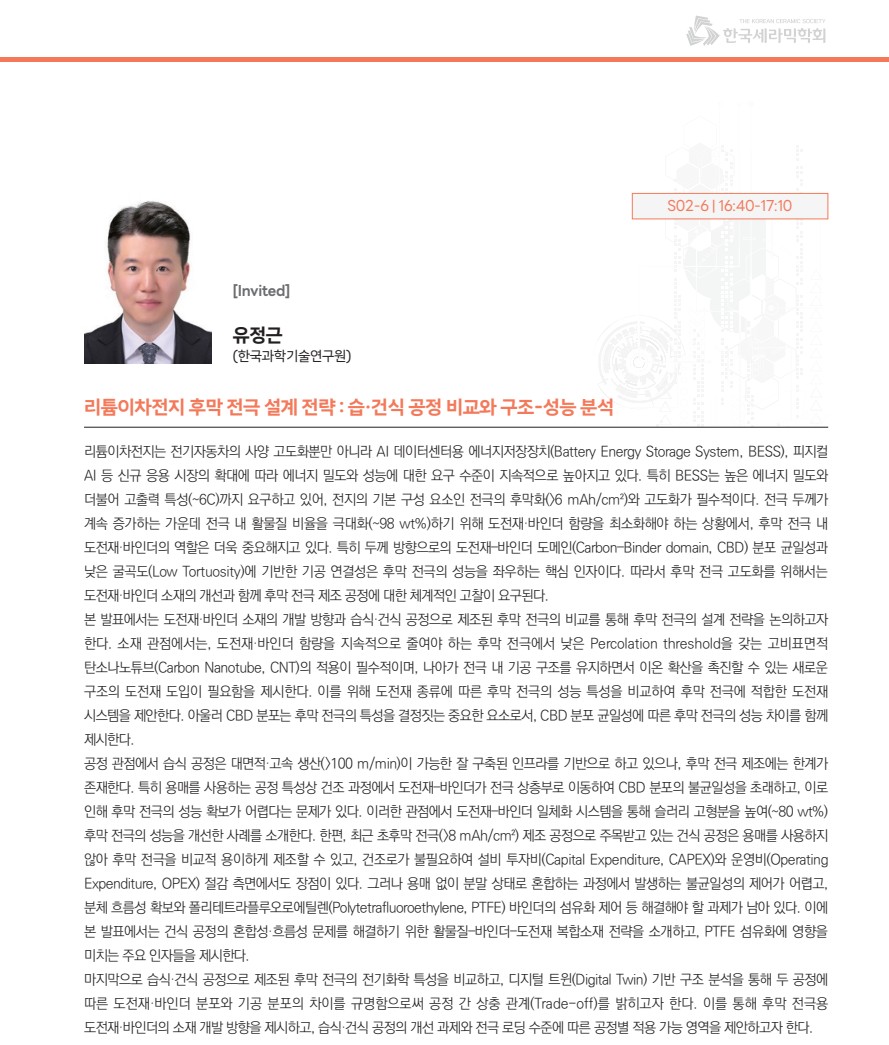 THE KOREAN CERAMIC SOCIETY
한국세라믹학회
S02-6 | 16:40-17:10
[Invited]
유정근
(한국과학기술연구원)
리튬이차전지 후막 전극 설계 전략 : 습·건식 공정 비교와 구조-성능 분석
리튬이차전지는 전기자동차의 사양 고도화뿐만 아니라 AI 데이터센터용 에너지저장장치(Battery Energy Storage System, BESS), 피지컬
AI 등 신규 응용 시장의 확대에 따라 에너지 밀도와 성능에 대한 요구 수준이 지속적으로 높아지고 있다. 특히 BESS는 높은 에너지 밀도와
더불어 고출력 특성(~6C)까지 요구하고 있어, 전지의 기본 구성 요소인 전극의 후막화(>6 mAh/cm²)와 고도화가 필수적이다. 전극 두께가
계속 증가하는 가운데 전극 내 활물질 비율을 극대화(~98 wt%)하기 위해 도전재·바인더 함량을 최소화해야 하는 상황에서, 후막 전극 내
도전재·바인더의 역할은 더욱 중요해지고 있다. 특히 두께 방향으로의 도전재–바인더 도메인(Carbon–Binder domain, CBD) 분포 균일성과
낮은 굴곡도(Low Tortuosity)에 기반한 기공 연결성은 후막 전극의 성능을 좌우하는 핵심 인자이다. 따라서 후막 전극 고도화를 위해서는
도전재·바인더 소재의 개선과 함께 후막 전극 제조 공정에 대한 체계적인 고찰이 요구된다.
본 발표에서는 도전재·바인더 소재의 개발 방향과 습식·건식 공정으로 제조된 후막 전극의 비교를 통해 후막 전극의 설계 전략을 논의하고자
한다. 소재 관점에서는, 도전재·바인더 함량을 지속적으로 줄여야 하는 후막 전극에서 낮은 Percolation threshold을 갖는 고비표면적
탄소나노튜브(Carbon Nanotube, CNT)의 적용이 필수적이며, 나아가 전극 내 기공 구조를 유지하면서 이온 확산을 촉진할 수 있는 새로운
구조의 도전재 도입이 필요함을 제시한다. 이를 위해 도전재 종류에 따른 후막 전극의 성능 특성을 비교하여 후막 전극에 적합한 도전재
시스템을 제안한다. 아울러 CBD 분포는 후막 전극의 특성을 결정짓는 중요한 요소로서, CBD 분포 균일성에 따른 후막 전극의 성능 차이를 함께
제시한다.
공정 관점에서 습식 공정은 대면적·고속 생산(>100 m/min)이 가능한 잘 구축된 인프라를 기반으로 하고 있으나, 후막 전극 제조에는 한계가
존재한다. 특히 용매를 사용하는 공정 특성상 건조 과정에서 도전재–바인더가 전극 상층부로 이동하여 CBD 분포의 불균일성을 초래하고, 이로
인해 후막 전극의 성능 확보가 어렵다는 문제가 있다. 이러한 관점에서 도전재–바인더 일체화 시스템을 통해 슬러리 고형분을 높여(~80 wt%)
후막 전극의 성능을 개선한 사례를 소개한다. 한편, 최근 초후막 전극(>8 mAh/cm²) 제조 공정으로 주목받고 있는 건식 공정은 용매를 사용하지
않아 후막 전극을 비교적 용이하게 제조할 수 있고, 건조로가 불필요하여 설비 투자비(Capital Expenditure, CAPEX)와 운영비(Operating
Expenditure, OPEX) 절감 측면에서도 장점이 있다. 그러나 용매 없이 분말 상태로 혼합하는 과정에서 발생하는 불균일성의 제어가 어렵고,
분체 흐름성 확보와 폴리테트라플루오로에틸렌(Polytetrafluoroethylene, PTFE) 바인더의 섬유화 제어 등 해결해야 할 과제가 남아 있다. 이에
본 발표에서는 건식 공정의 혼합성·흐름성 문제를 해결하기 위한 활물질–바인더–도전재 복합소재 전략을 소개하고, PTFE 섬유화에 영향을
미치는 주요 인자들을 제시한다.
마지막으로 습식·건식 공정으로 제조된 후막 전극의 전기화학 특성을 비교하고, 디지털 트윈(Digital Twin) 기반 구조 분석을 통해 두 공정에
따른 도전재·바인더 분포와 기공 분포의 차이를 규명함으로써 공정 간 상충 관계(Trade-off)를 밝히고자 한다. 이를 통해 후막 전극용
도전재·바인더의 소재 개발 방향을 제시하고, 습식·건식 공정의 개선 과제와 전극 로딩 수준에 따른 공정별 적용 가능 영역을 제안하고자 한다.